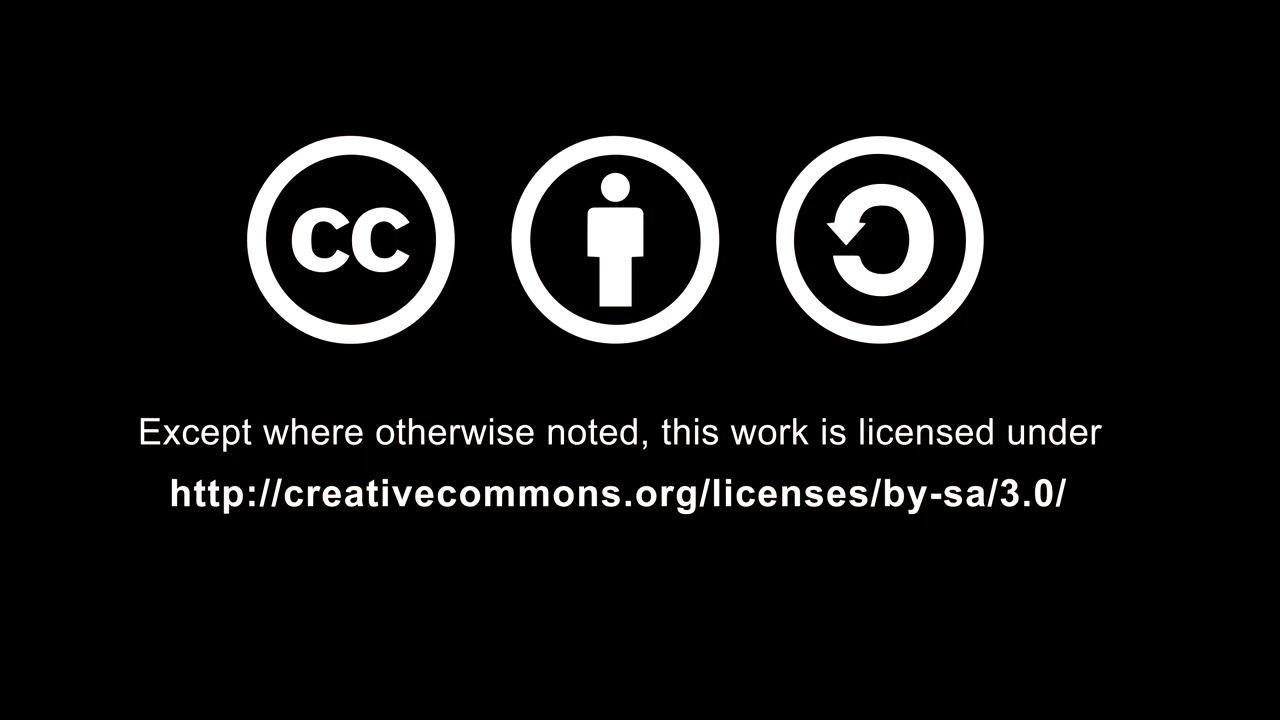 cc
Except where otherwise noted, this work is licensed under
http://creativecommons.org/licenses/by-sa/3.0/